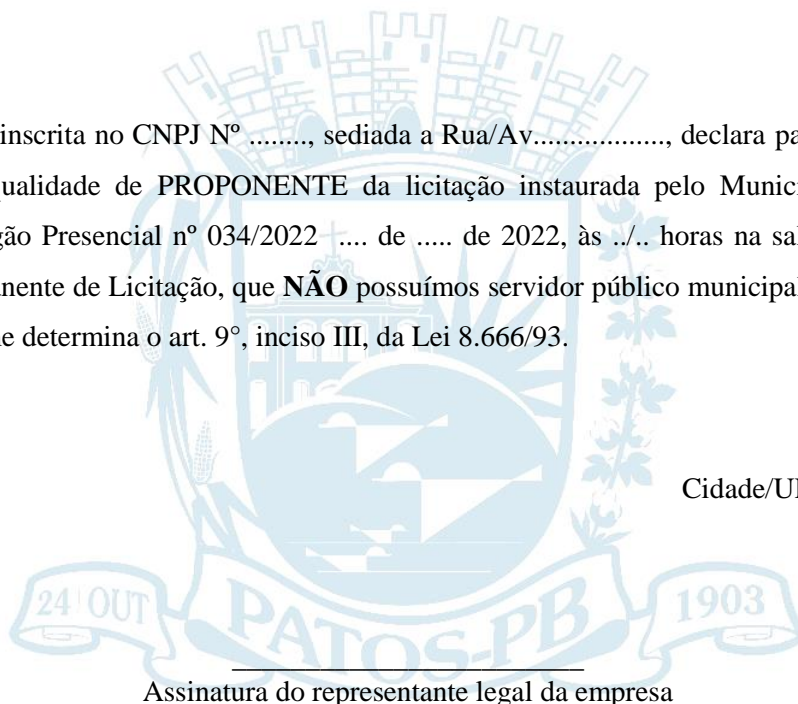 inscrita no CNPJ Nº ........, sediada a Rua/Av.................., declara pa
ualidade de PROPONENTE da licitação instaurada pelo Munici
gão Presencial nº 034/2022 .... de ..... de 2022, às ../.. horas na sal
nente de Licitação, que NÃO possuímos servidor público municipal
e determina o art. 9°, inciso III, da Lei 8.666/93.
Cidade/U
24 OUT
PATOS-PB
1903
________________________________
Assinatura do representante legal da empresa